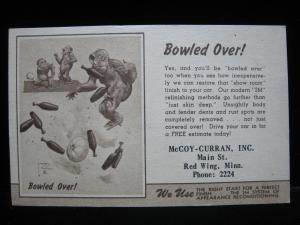 Bowled Over!
Yes, and you'll be "bowled over"
too when you see how inexpensive-
ly we can restore that "show room"
finish to your car. Our modern "3M"
refinishing methods go further than
"just skin deep." Unsightly body
and fender dents and rust spots are
completely removed . . . not just
covered over! Drive your car in for
a FREE estimate today!
McCOY-CURRAN, INC.
Main St.
Red Wing, Minn.
Phone: 2224
Bowled Over!
We Use THE RIGHT START FOR A PERFECT
FINISH THE 3M SYSTEM OF
APPEARANCE RECONDITIONING